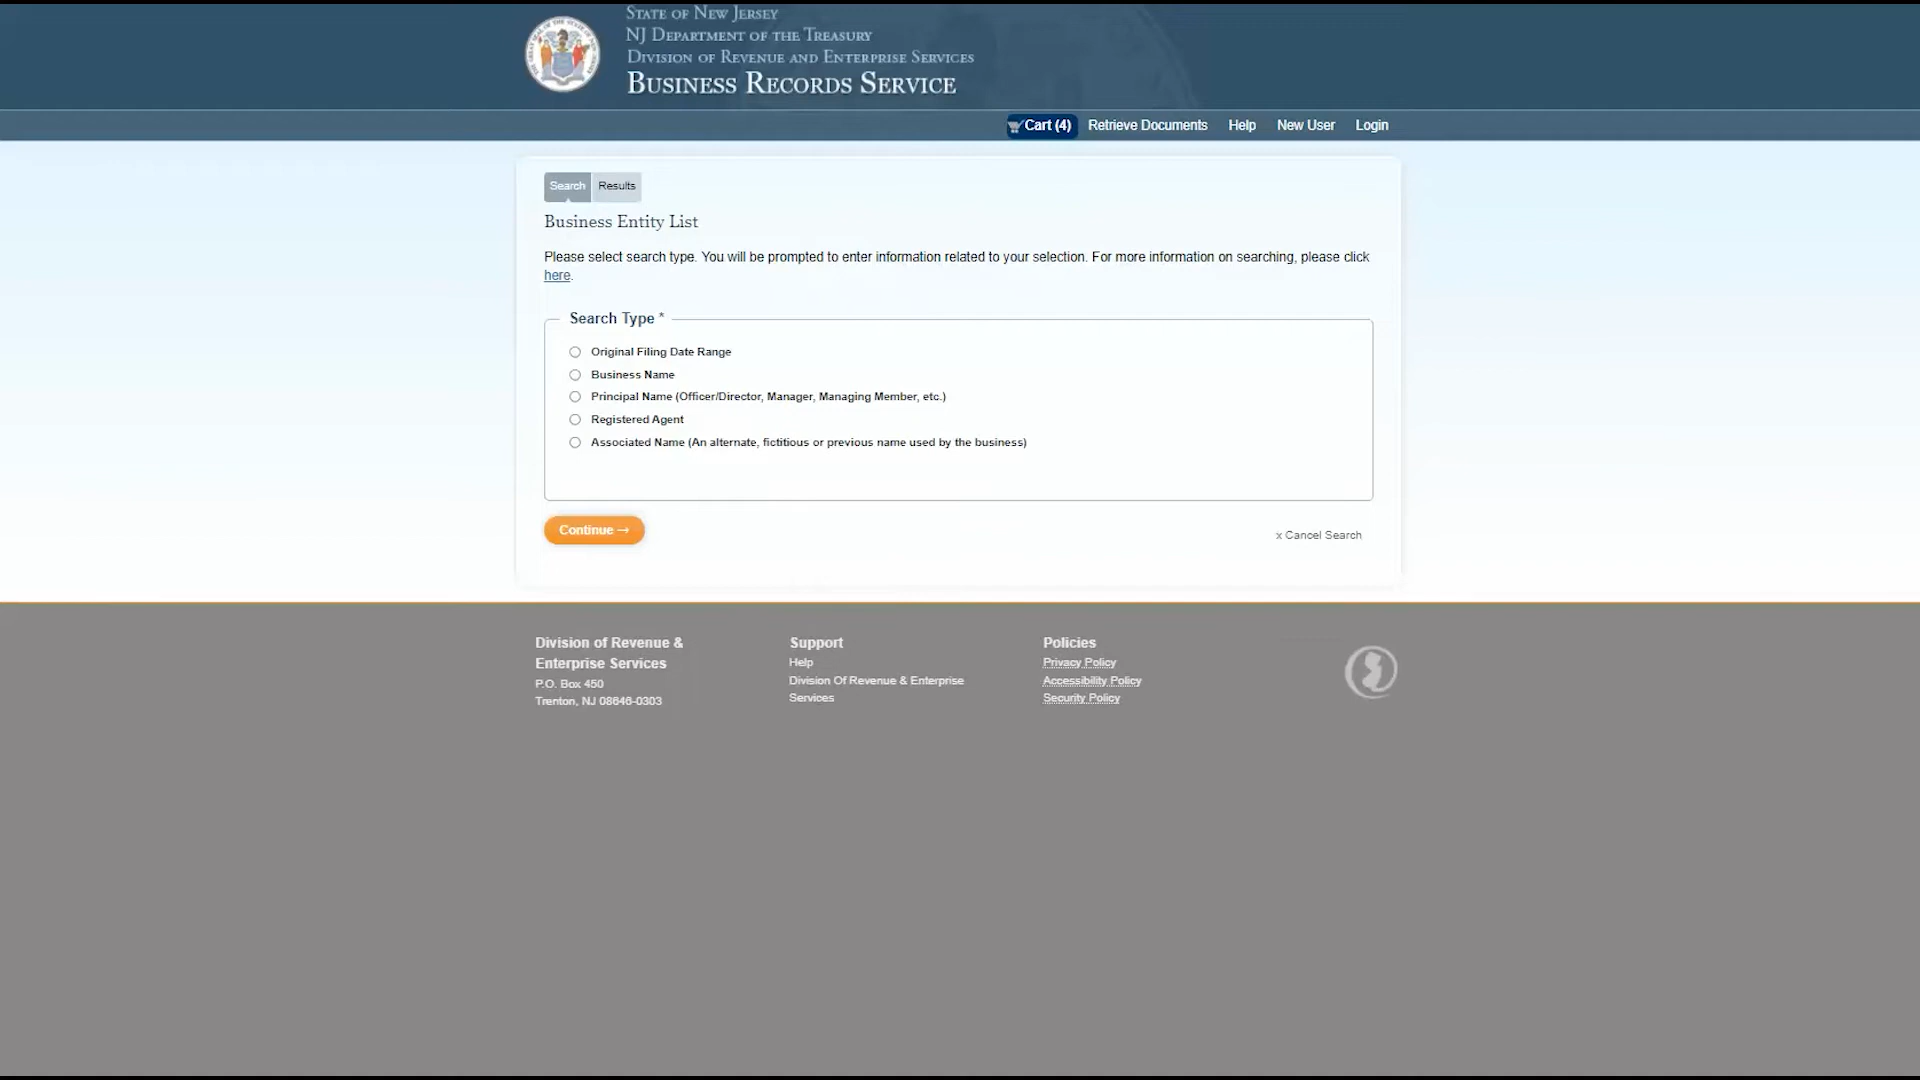 STATE OF NEW JERSEY
NJ DEPARTMENT OF THE TREASURY
DIVISION OF REVENUE AND ENTERPRISE SERVICES
BUSINESS RECORDS SERVICE
Cart (4) Retrieve Documents Help New User Login
Search Results
Business Entity List
Please select search type. You will be prompted to enter information related to your selection. For more information on searching, please click
here.
Search Type *
Original Filing Date Range
Business Name
Principal Name (Officer/Director, Manager, Managing Member, etc.)
Registered Agent
Associated Name (An alternate, fictitious or previous name used by the business)
Continue →
x Cancel Search
Division of Revenue &
Enterprise Services
P.O. Box 450
Trenton, NJ 08646-0303
Support
Help
Division Of Revenue & Enterprise
Services
Policies
Privacy Policy
Accessibility Policy
Security Policy